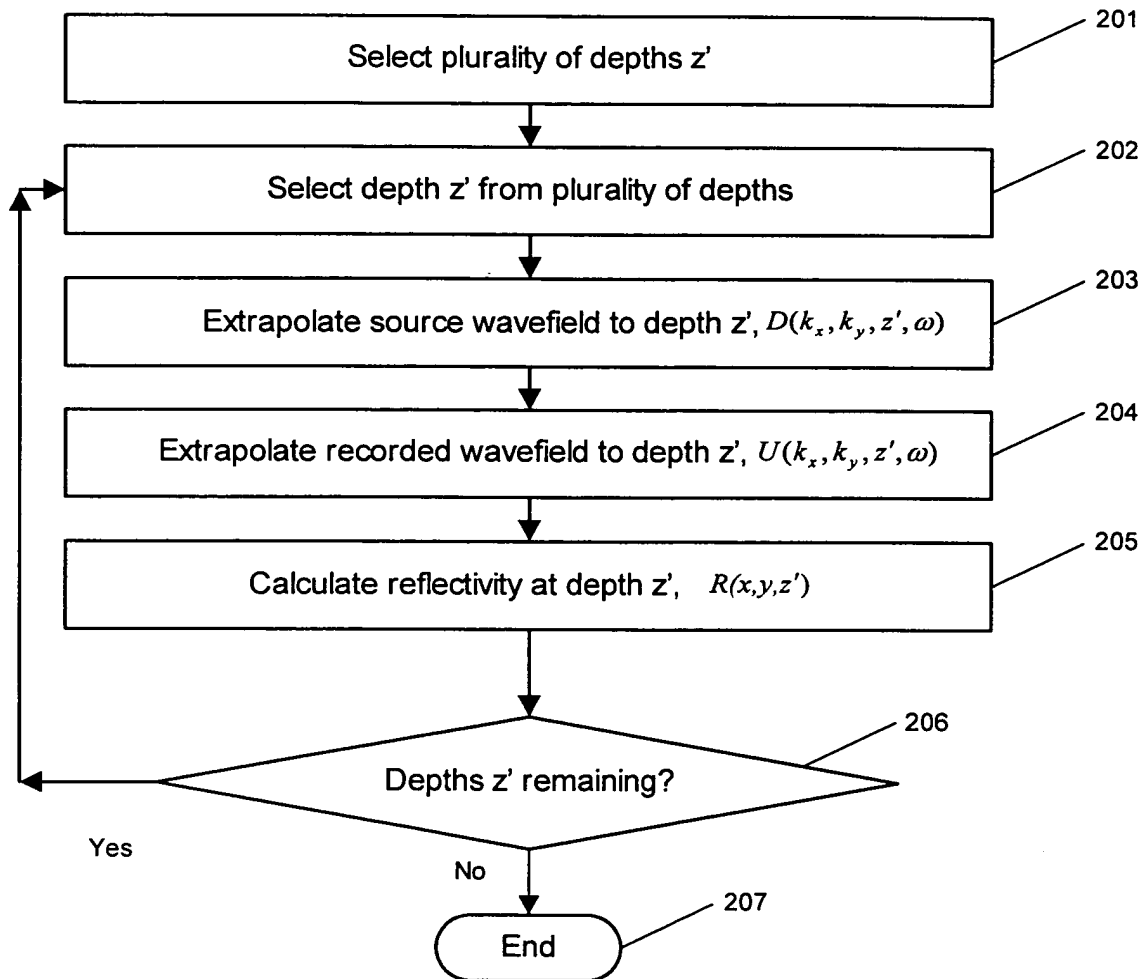 Select plurality of depths z'
201
Select depth z' from plurality of depths
202
Extrapolate source wavefield to depth z', D(k_x, k_y, z', ω)
203
Extrapolate recorded wavefield to depth z', U(k_x, k_y, z', ω)
204
Calculate reflectivity at depth z', R(x,y,z')
205
Depths z' remaining?
206
Yes
No
End
207